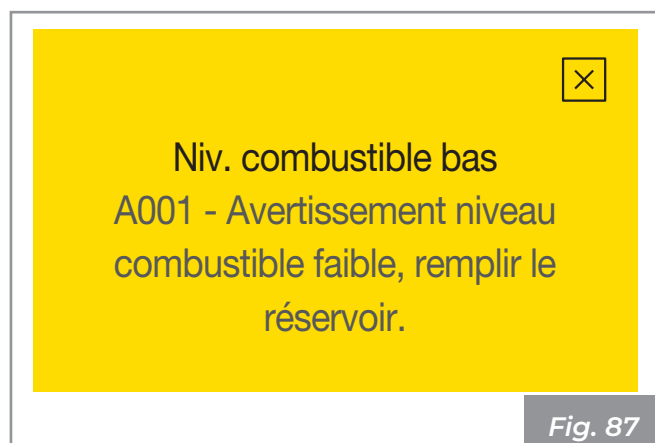 Niv. combustible bas
A001 - Avertissement niveau
combustible faible, remplir le
réservoir.
Fig. 87